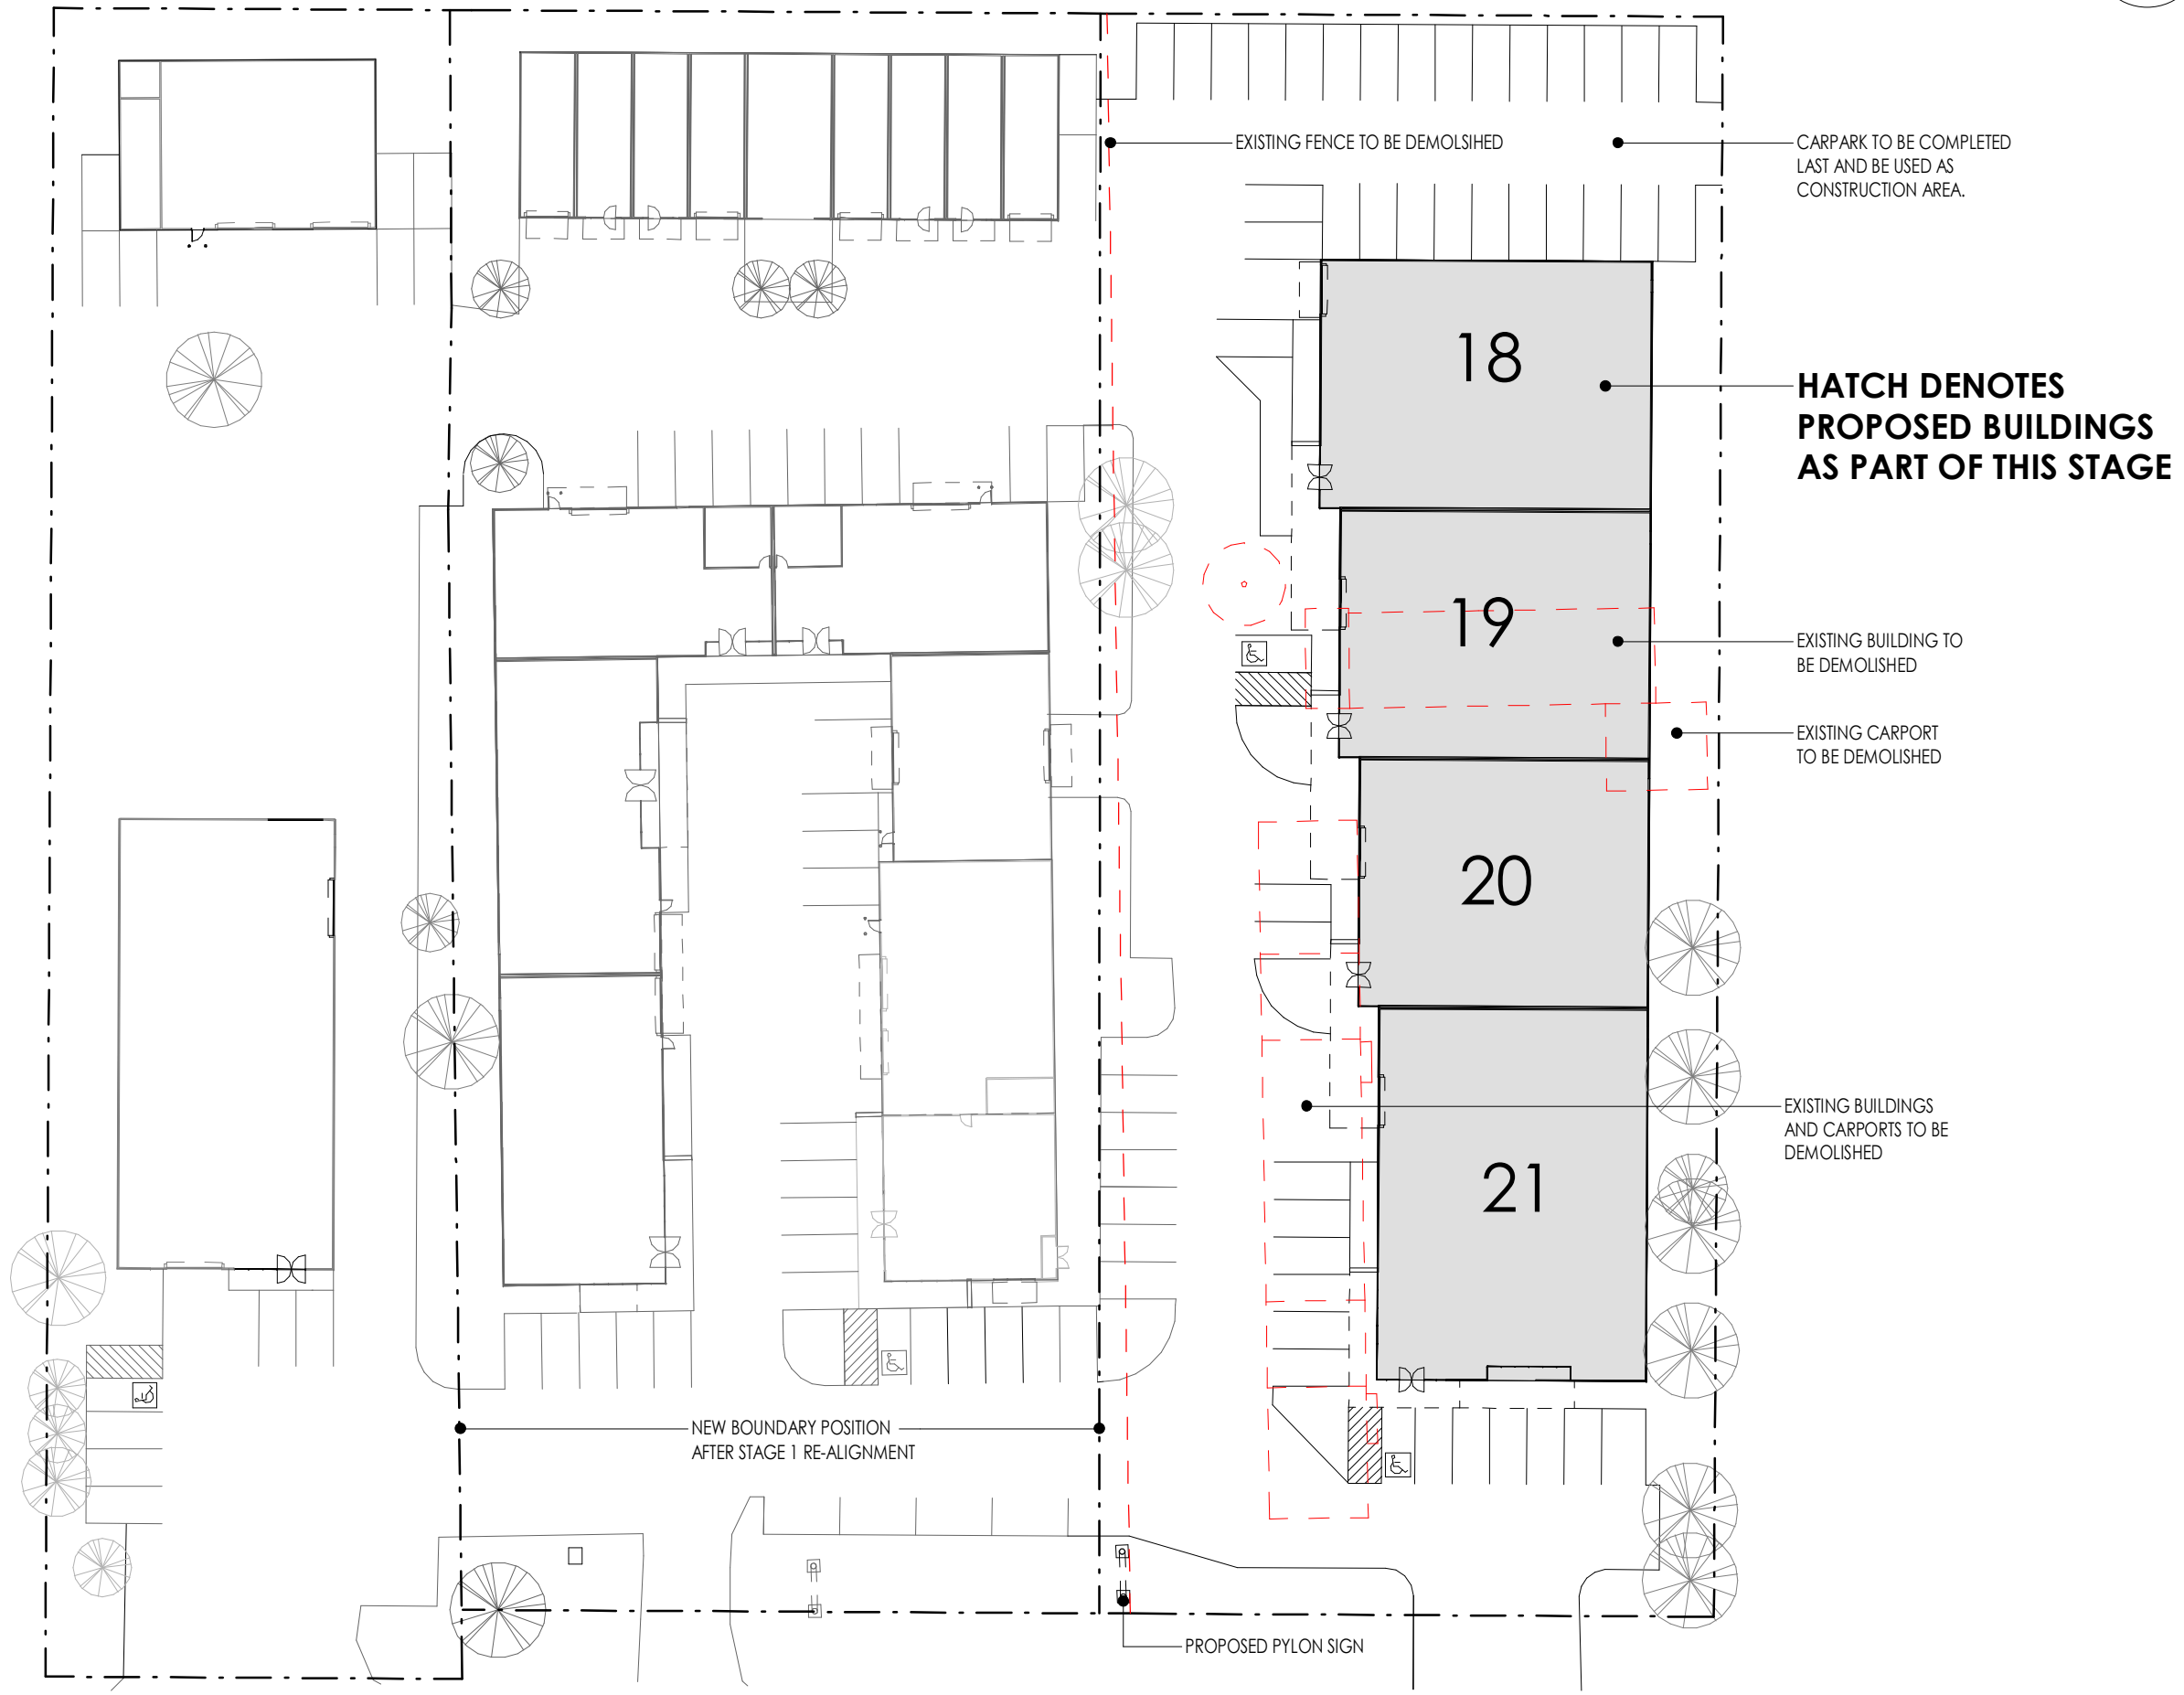 EXISTING FENCE TO BE DEMOLSIHED
CARPARK TO BE COMPLETED
LAST AND BE USED AS
CONSTRUCTION AREA.
18
HATCH DENOTES
PROPOSED BUILDINGS
AS PART OF THIS STAGE
19
EXISTING BUILDING TO
BE DEMOLISHED
EXISTING CARPORT
TO BE DEMOLISHED
20
EXISTING BUILDINGS
AND CARPORTS TO BE
DEMOLISHED
21
NEW BOUNDARY POSITION
AFTER STAGE 1 RE-ALIGNMENT
PROPOSED PYLON SIGN